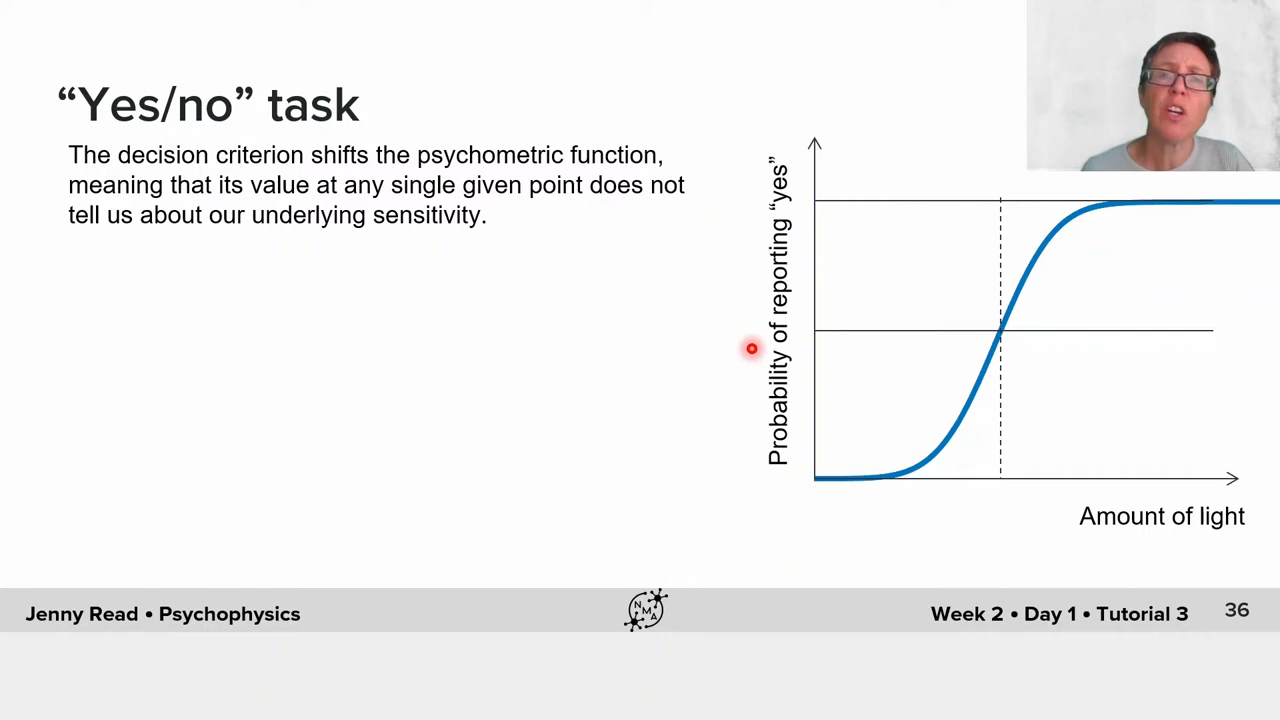 “Yes/no” task
The decision criterion shifts the psychometric function,
meaning that its value at any single given point does not
tell us about our underlying sensitivity.
Probability of reporting “yes”
Amount of light
Jenny Read • Psychophysics
N
M
A
Week 2 • Day 1 • Tutorial 3
36